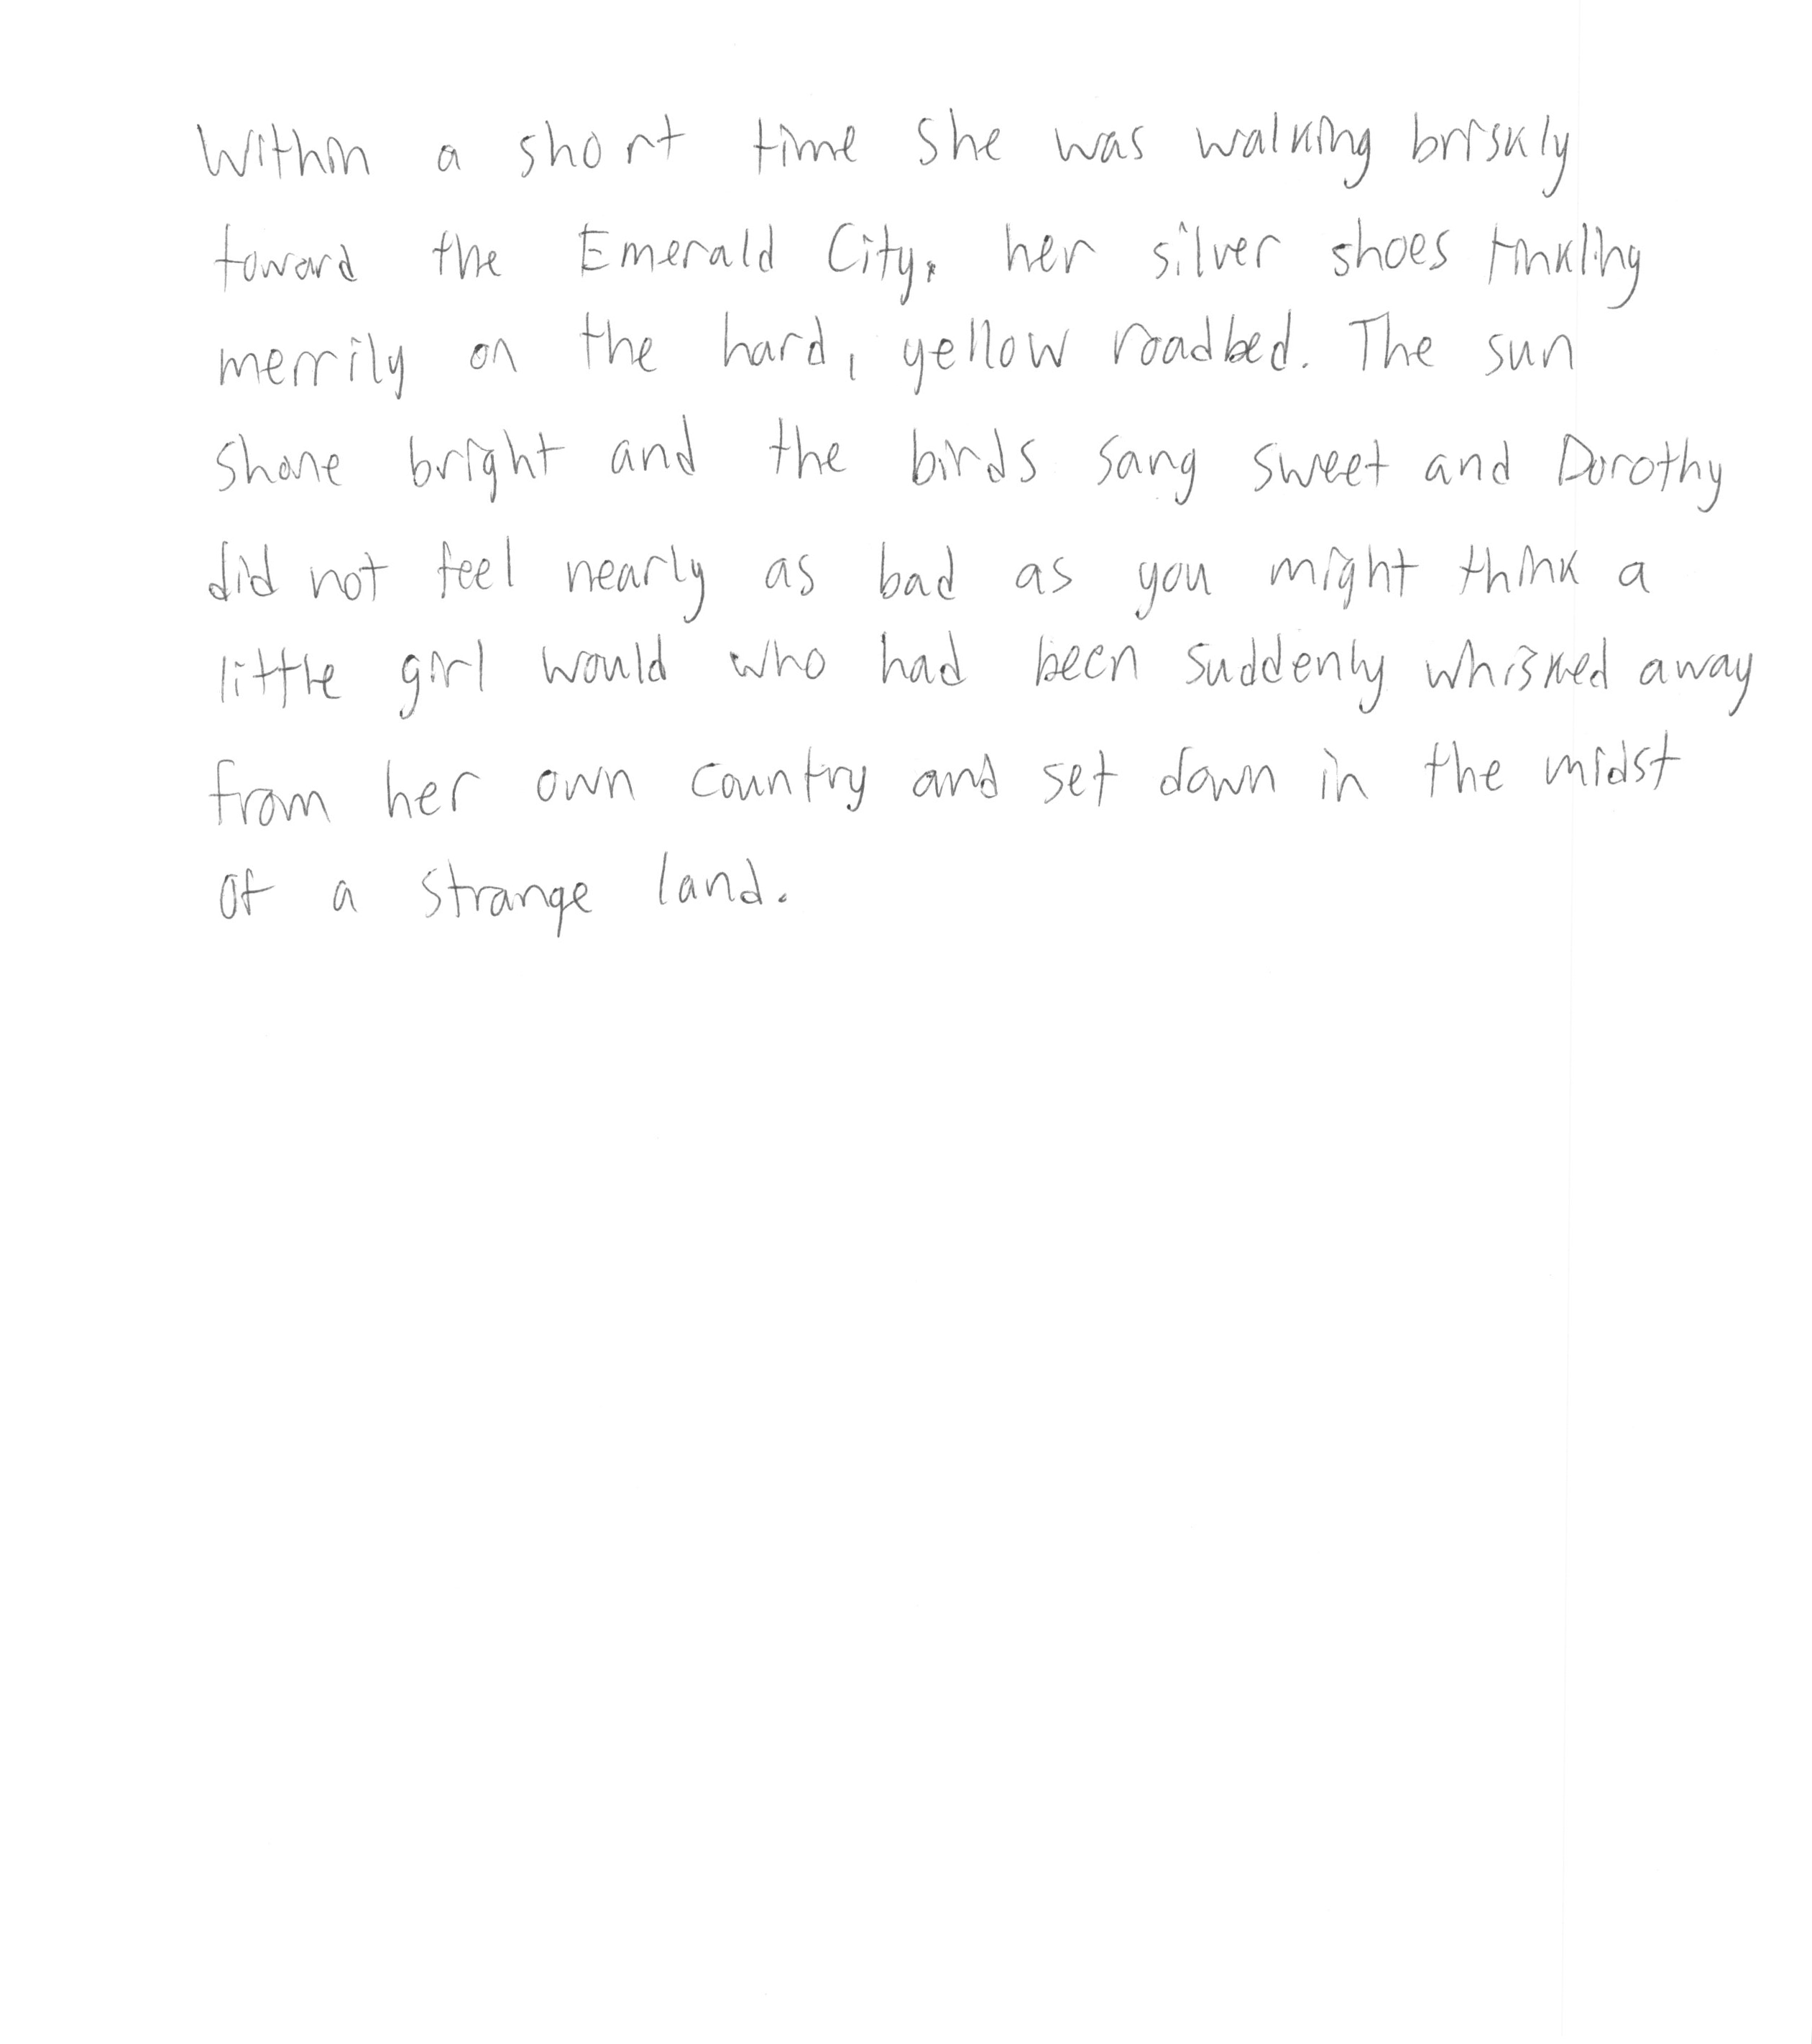 Within a short time she was walking briskly
toward the Emerald City, her silver shoes tinkling
merrily on the hard, yellow roadbed. The sun
shone bright and the birds sang sweet and Dorothy
did not feel nearly as bad as you might think a
little girl would who had been suddenly whisked away
from her own country and set down in the midst
of a strange land.